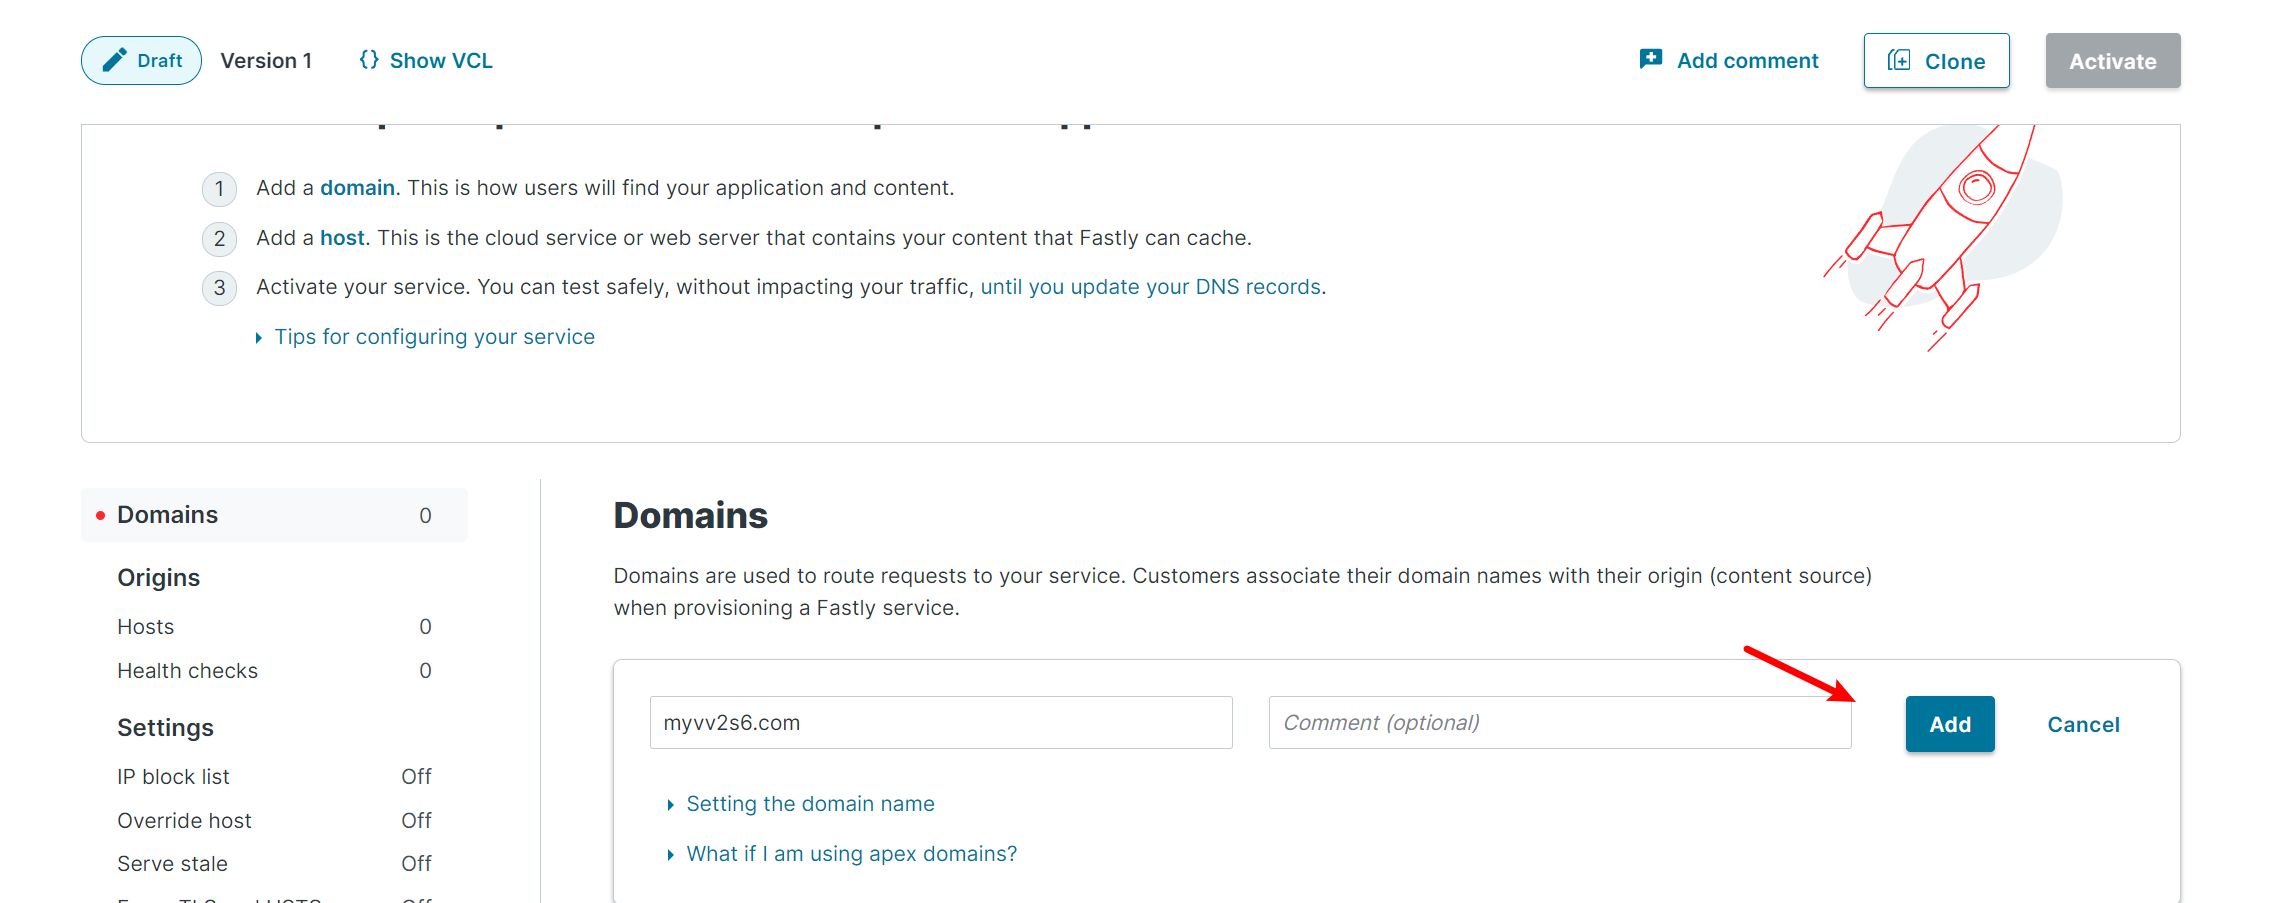 Draft Version 1 {} Show VCL Add comment Clone Activate
1 Add a domain. This is how users will find your application and content.
2 Add a host. This is the cloud service or web server that contains your content that Fastly can cache.
3 Activate your service. You can test safely, without impacting your traffic, until you update your DNS records.
Tips for configuring your service
Domains 0
Origins
Hosts 0
Health checks 0
Settings
IP block list Off
Override host Off
Serve stale Off
Domains
Domains are used to route requests to your service. Customers associate their domain names with their origin (content source)
when provisioning a Fastly service.
myvv2s6.com Comment (optional) Add Cancel
Setting the domain name
What if I am using apex domains?